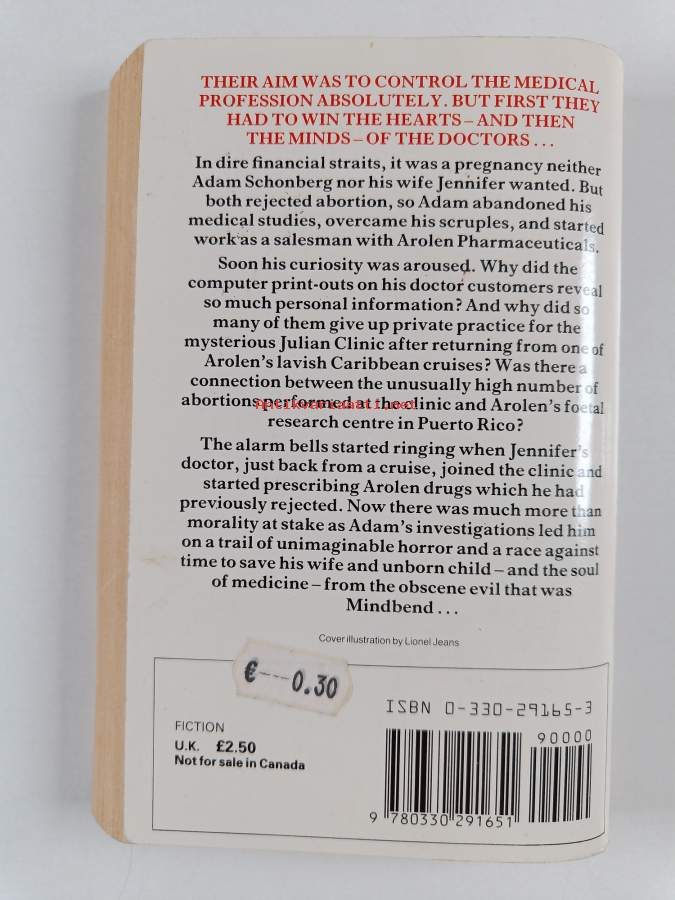 THEIR AIM WAS TO CONTROL THE MEDICAL
PROFESSION ABSOLUTELY. BUT FIRST THEY
HAD TO WIN THE HEARTS – AND THEN
THE MINDS – OF THE DOCTORS . . .
In dire financial straits, it was a pregnancy neither
Adam Schonberg nor his wife Jennifer wanted. But
both rejected abortion, so Adam abandoned his
medical studies, overcame his scruples, and started
work as a salesman with Arolen Pharmaceuticals.
Soon his curiosity was aroused. Why did the
computer print-outs on his doctor customers reveal
so much personal information? And why did so
many of them give up private practice for the
mysterious Julian Clinic after returning from one of
Arolen's lavish Caribbean cruises? Was there a
connection between the unusually high number of
abortions performed at the clinic and Arolen's foetal
Antikvariaatti.net
research centre in Puerto Rico?
The alarm bells started ringing when Jennifer's
doctor, just back from a cruise, joined the clinic and
started prescribing Arolen drugs which he had
previously rejected. Now there was much more than
morality at stake as Adam's investigations led him
on a trail of unimaginable horror and a race against
time to save his wife and unborn child – and the soul
of medicine – from the obscene evil that was
Mindbend . . .
Cover illustration by Lionel Jeans
€---0.30
ISBN 0-330-29165-3
FICTION
U.K. £2.50
Not for sale in Canada
90000
9 780330 291651